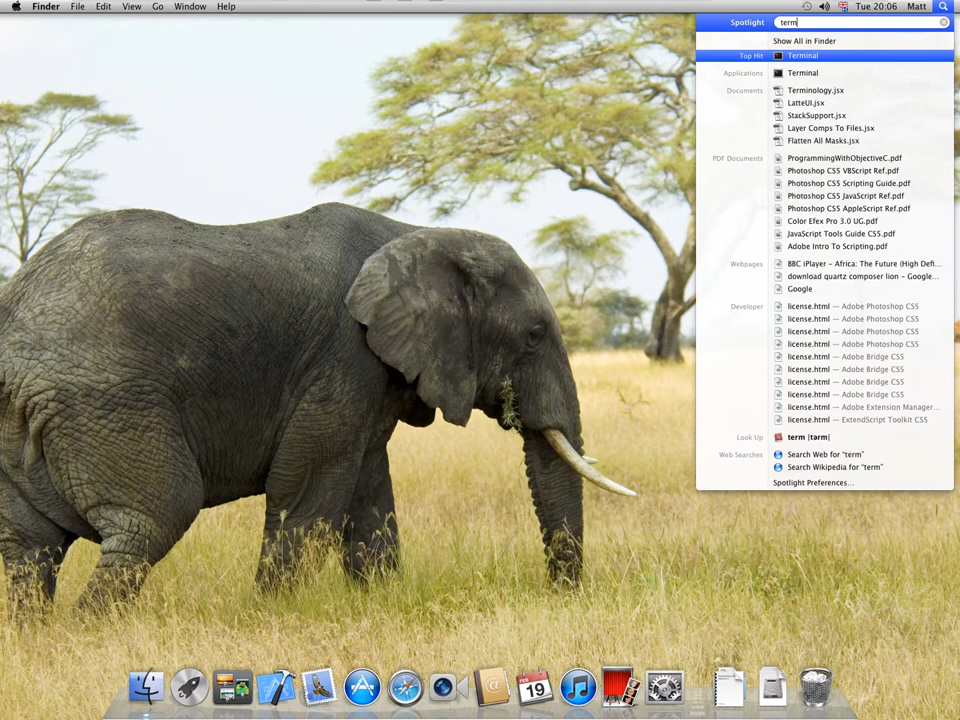 Finder File Edit View Go Window Help Tue 20:06 Matt
Spotlight term
Show All in Finder
Top Hit Terminal
Applications Terminal
Documents Terminology.jsx
LatteUI.jsx
StackSupport.jsx
Layer Comps To Files.jsx
Flatten All Masks.jsx
PDF Documents ProgrammingWithObjectiveC.pdf
Photoshop CS5 VBScript Ref.pdf
Photoshop CS5 Scripting Guide.pdf
Photoshop CS5 JavaScript Ref.pdf
Photoshop CS5 AppleScript Ref.pdf
Color Efex Pro 3.0 UG.pdf
JavaScript Tools Guide CS5.pdf
Adobe Intro To Scripting.pdf
Webpages BBC iPlayer – Africa: The Future (High Defi...
download quartz composer lion – Google...
Google
Developer license.html — Adobe Photoshop CS5
license.html — Adobe Photoshop CS5
license.html — Adobe Photoshop CS5
license.html — Adobe Photoshop CS5
license.html — Adobe Bridge CS5
license.html — Adobe Bridge CS5
license.html — Adobe Bridge CS5
license.html — Adobe Bridge CS5
license.html — Adobe Extension Manager...
license.html — ExtendScript Toolkit CS5
Look Up term |tərm|
Web Searches Search Web for “term”
Search Wikipedia for “term”
Spotlight Preferences...
FEB
19